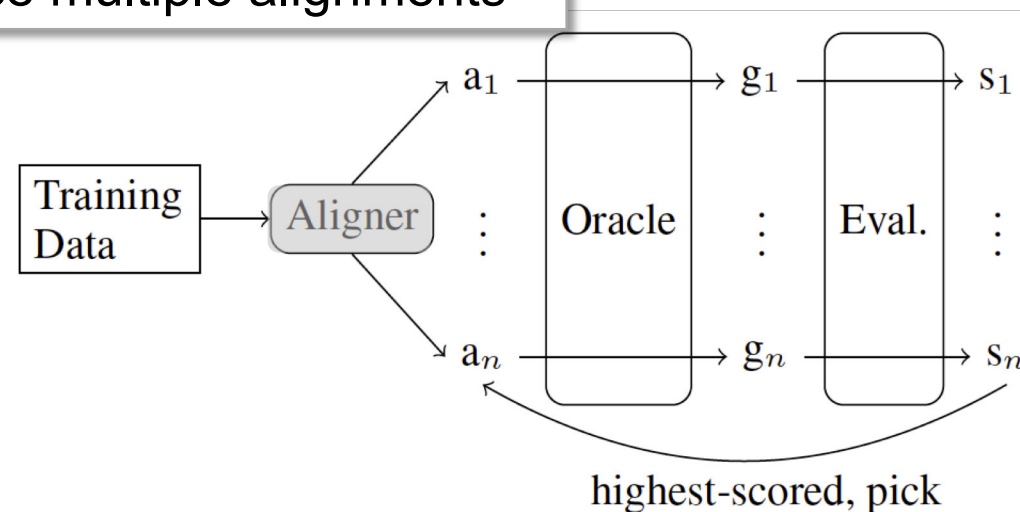 multiple alignments
a₁ g₁ s₁
Training
Data
Aligner
⋮ Oracle ⋮ Eval. ⋮
aₙ gₙ sₙ
highest-scored, pick